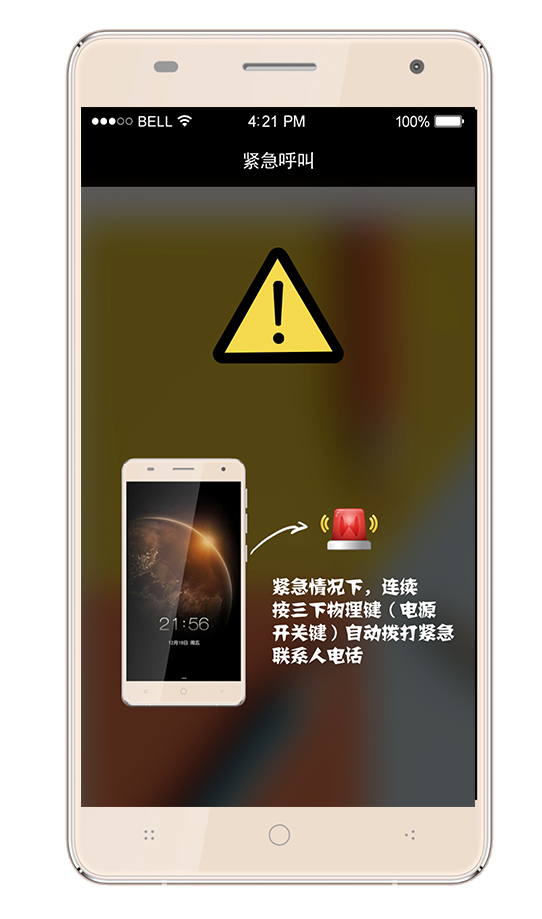 BELL 4:21 PM 100%
紧急呼叫
紧急情况下，连续
按三下物理键（电源
开关键）自动拨打紧急
联系人电话
21:56
12月16日 周五